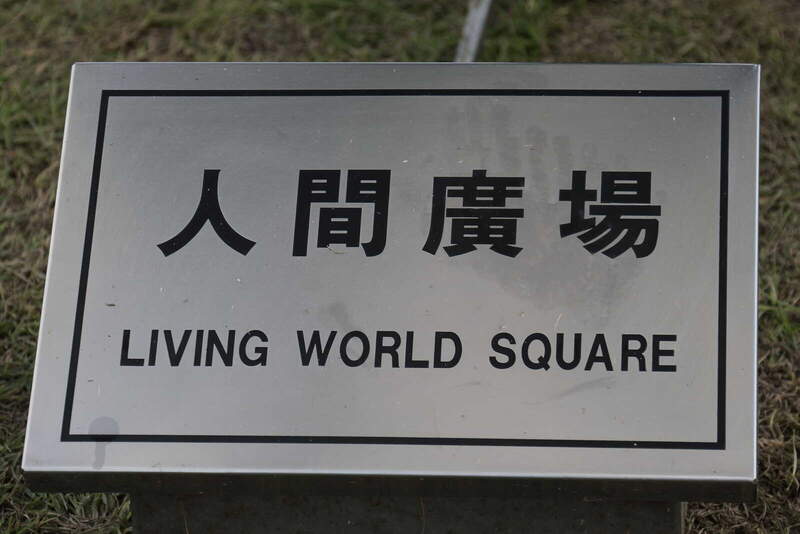 人間廣場
LIVING WORLD SQUARE